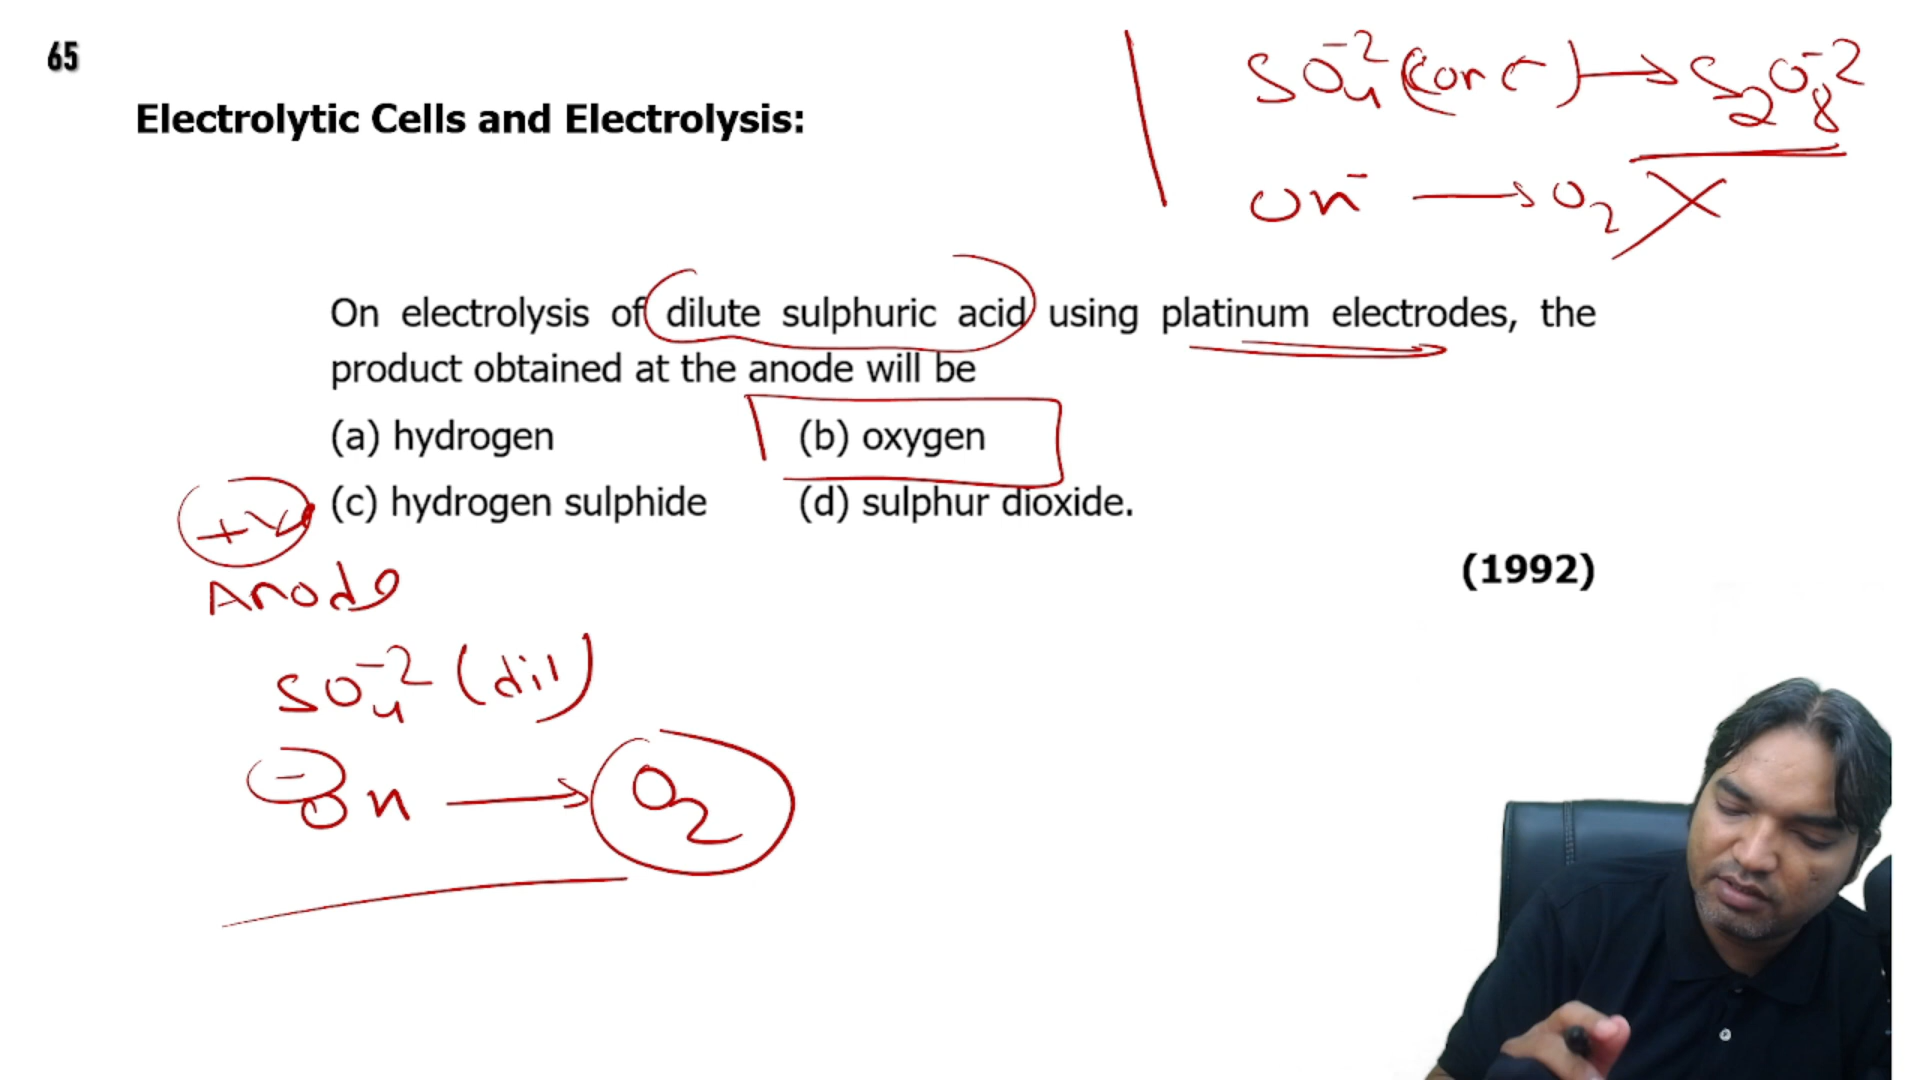 65
SO₄⁻² (conc) → S₂O₈⁻²
Electrolytic Cells and Electrolysis:
OH⁻ → O₂ X
On electrolysis of dilute sulphuric acid using platinum electrodes, the
product obtained at the anode will be
(a) hydrogen (b) oxygen
(c) hydrogen sulphide (d) sulphur dioxide.
+ve
(1992)
Anode
SO₄⁻² (dil)
⁻OH → O₂